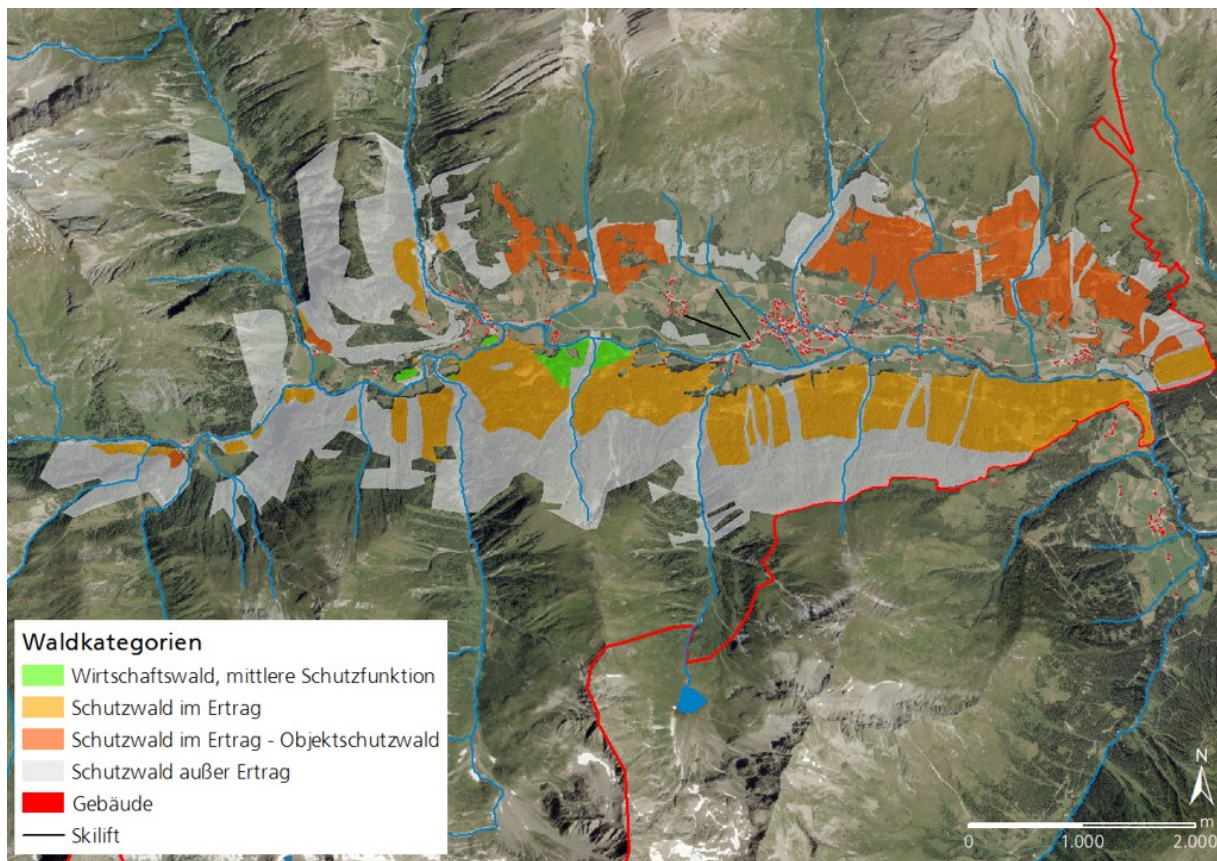 Waldkategorien
Wirtschaftswald, mittlere Schutzfunktion
Schutzwald im Ertrag
Schutzwald im Ertrag - Objektschutzwald
Schutzwald außer Ertrag
Gebäude
Skilift
N
m
0 1.000 2.000